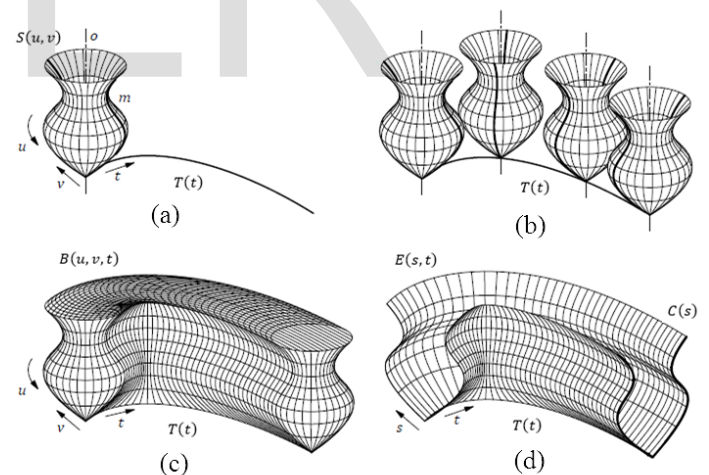 S(u,v)
o
m
u
v
t
T(t)
(a)
T(t)
(b)
B(u,v,t)
u
v
t
T(t)
(c)
E(s,t)
C(s)
s
t
T(t)
(d)